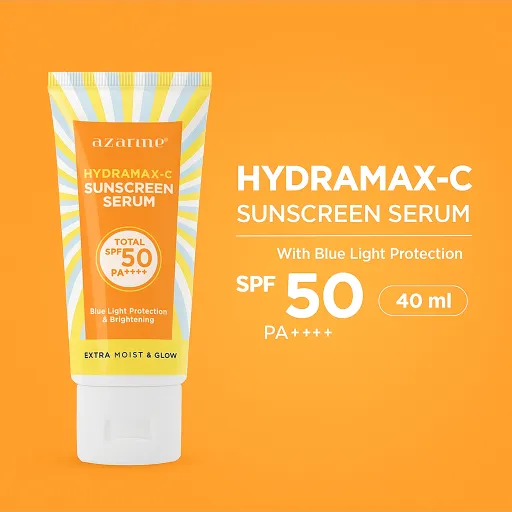 azarine®
HYDRAMAX-C
SUNSCREEN
SERUM
TOTAL
SPF 50
PA++++
Blue Light Protection
& Brightening
EXTRA MOIST & GLOW
HYDRAMAX-C
SUNSCREEN SERUM
With Blue Light Protection
SPF 50
40 ml
PA++++